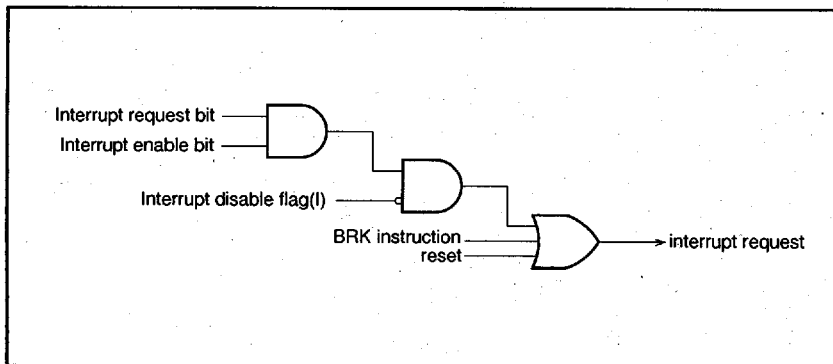 Interrupt request bit
Interrupt enable bit
Interrupt disable flag(I)
BRK instruction
reset
interrupt request